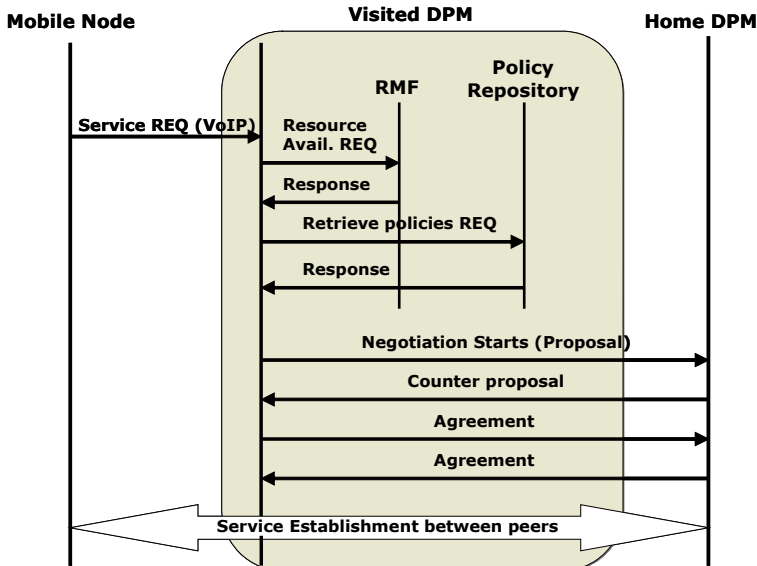 Visited DPM
Mobile Node
Home DPM
RMF
Policy
Repository
Service REQ (VoIP)
Resource
Avail. REQ
Response
Retrieve policies REQ
Response
Negotiation Starts (Proposal)
Counter proposal
Agreement
Agreement
Service Establishment between peers